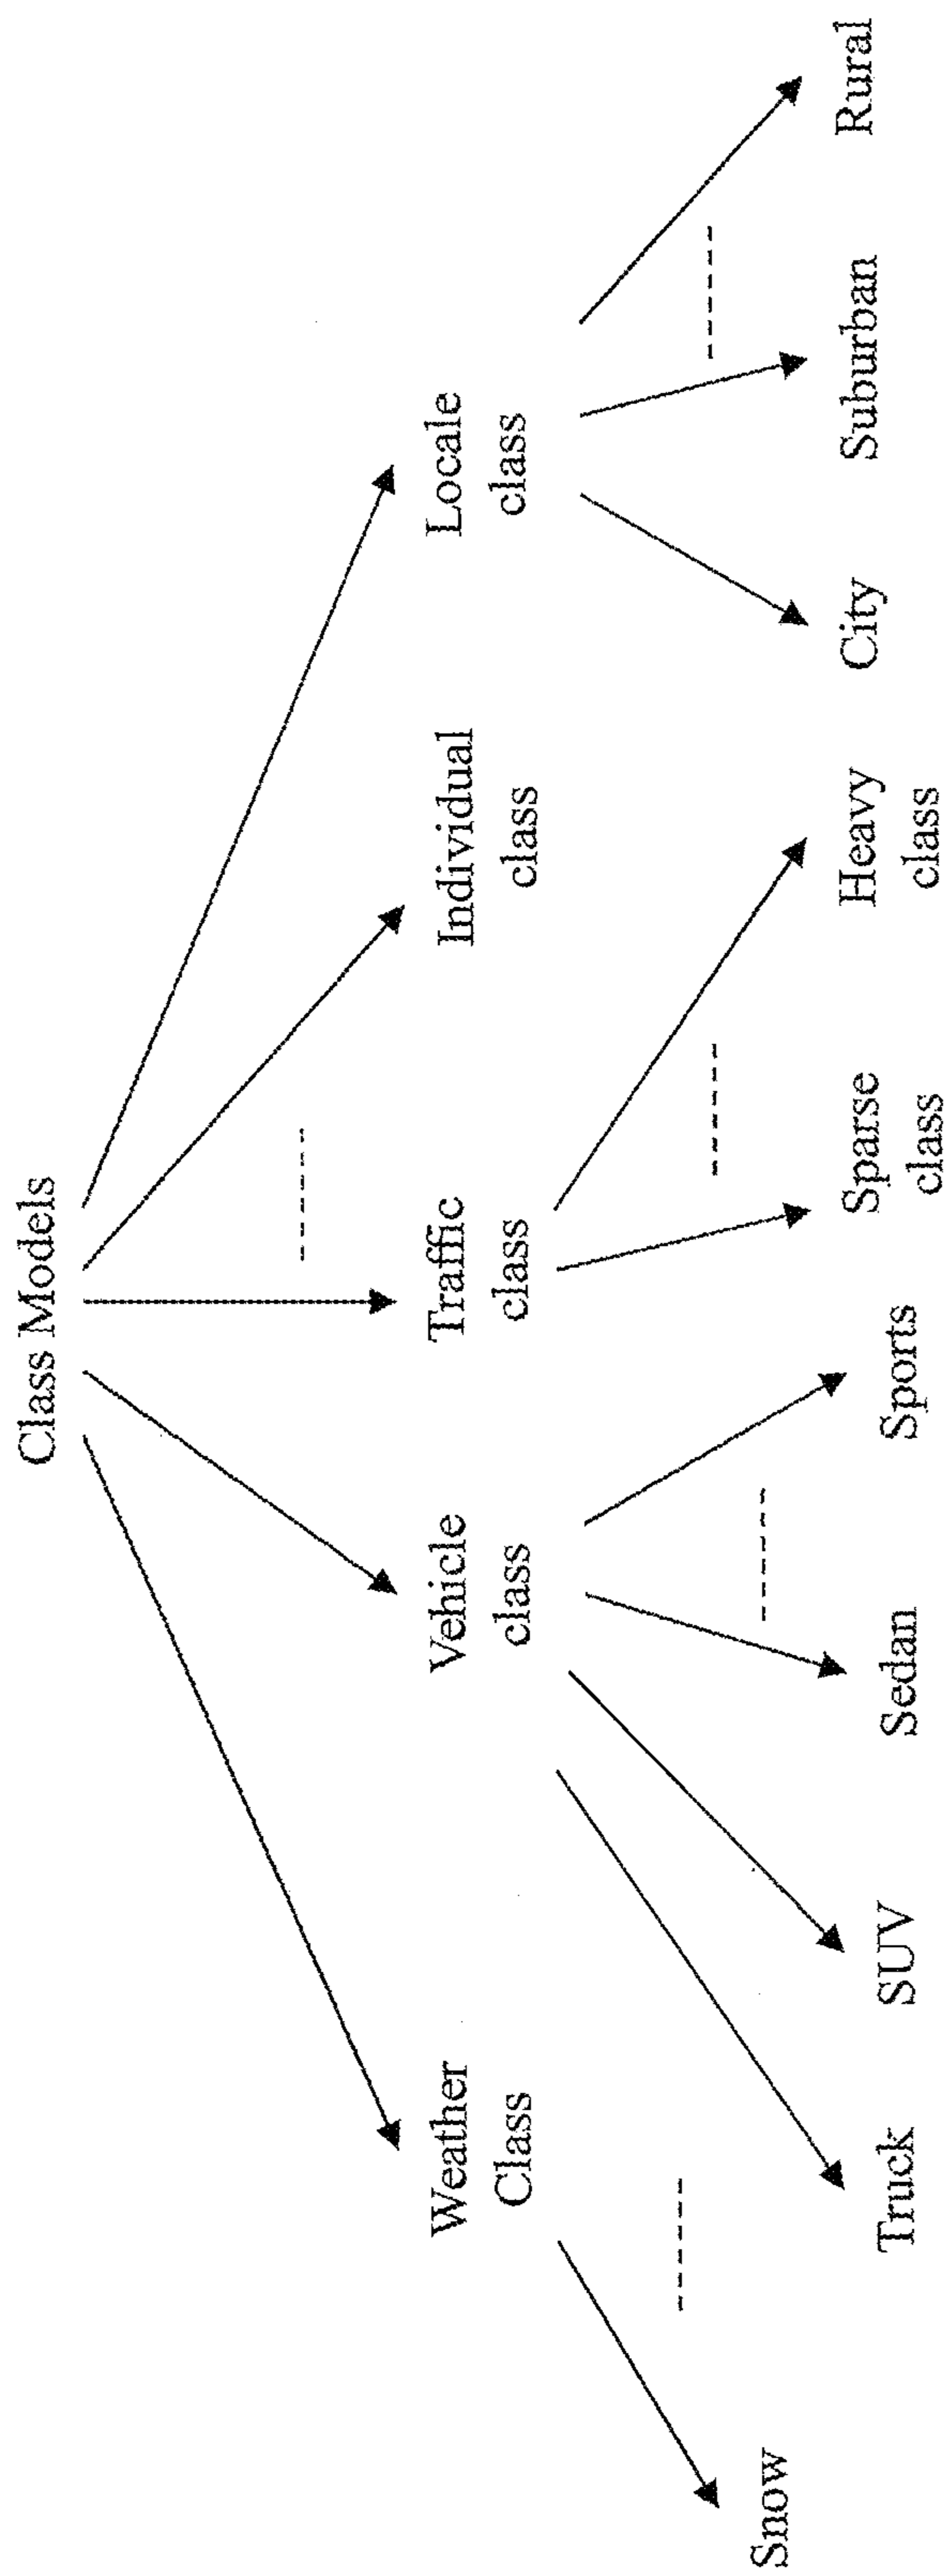 Class Models
Weather
Class
Vehicle
class
Traffic
class
Individual
class
Locale
class
Snow
Truck
SUV
Sedan
Sports
Sparse
class
Heavy
class
City
Suburban
Rural